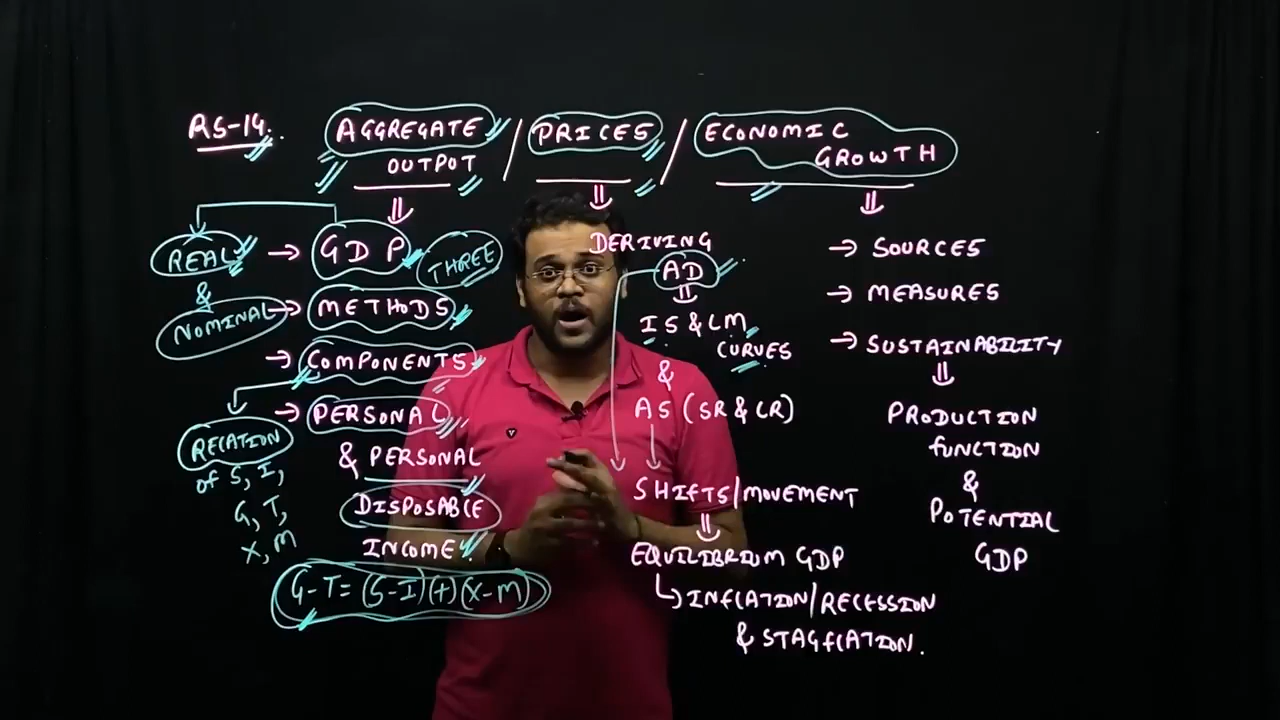 RS-14..
AGGREGATE / PRICES / ECONOMIC
OUTPUT
GROWTH
REAL
&
NOMINAL
→ GDP
THREE
→ METHODS
→ COMPONENTS
→ PERSONAL
& PERSONAL
DISPOSABLE
INCOME
RELATION
of S, I,
G, T,
X, M
G-T = (S-I) (+) (X-M)
DERIVING
AD
IS & LM
CURVES
&
AS (SR & LR)
SHIFTS/MOVEMENT
EQUILIBRIUM GDP
INFLATION/RECESSION
& STAGFLATION.
→ SOURCES
→ MEASURES
→ SUSTAINABILITY
PRODUCTION
FUNCTION
&
POTENTIAL
GDP